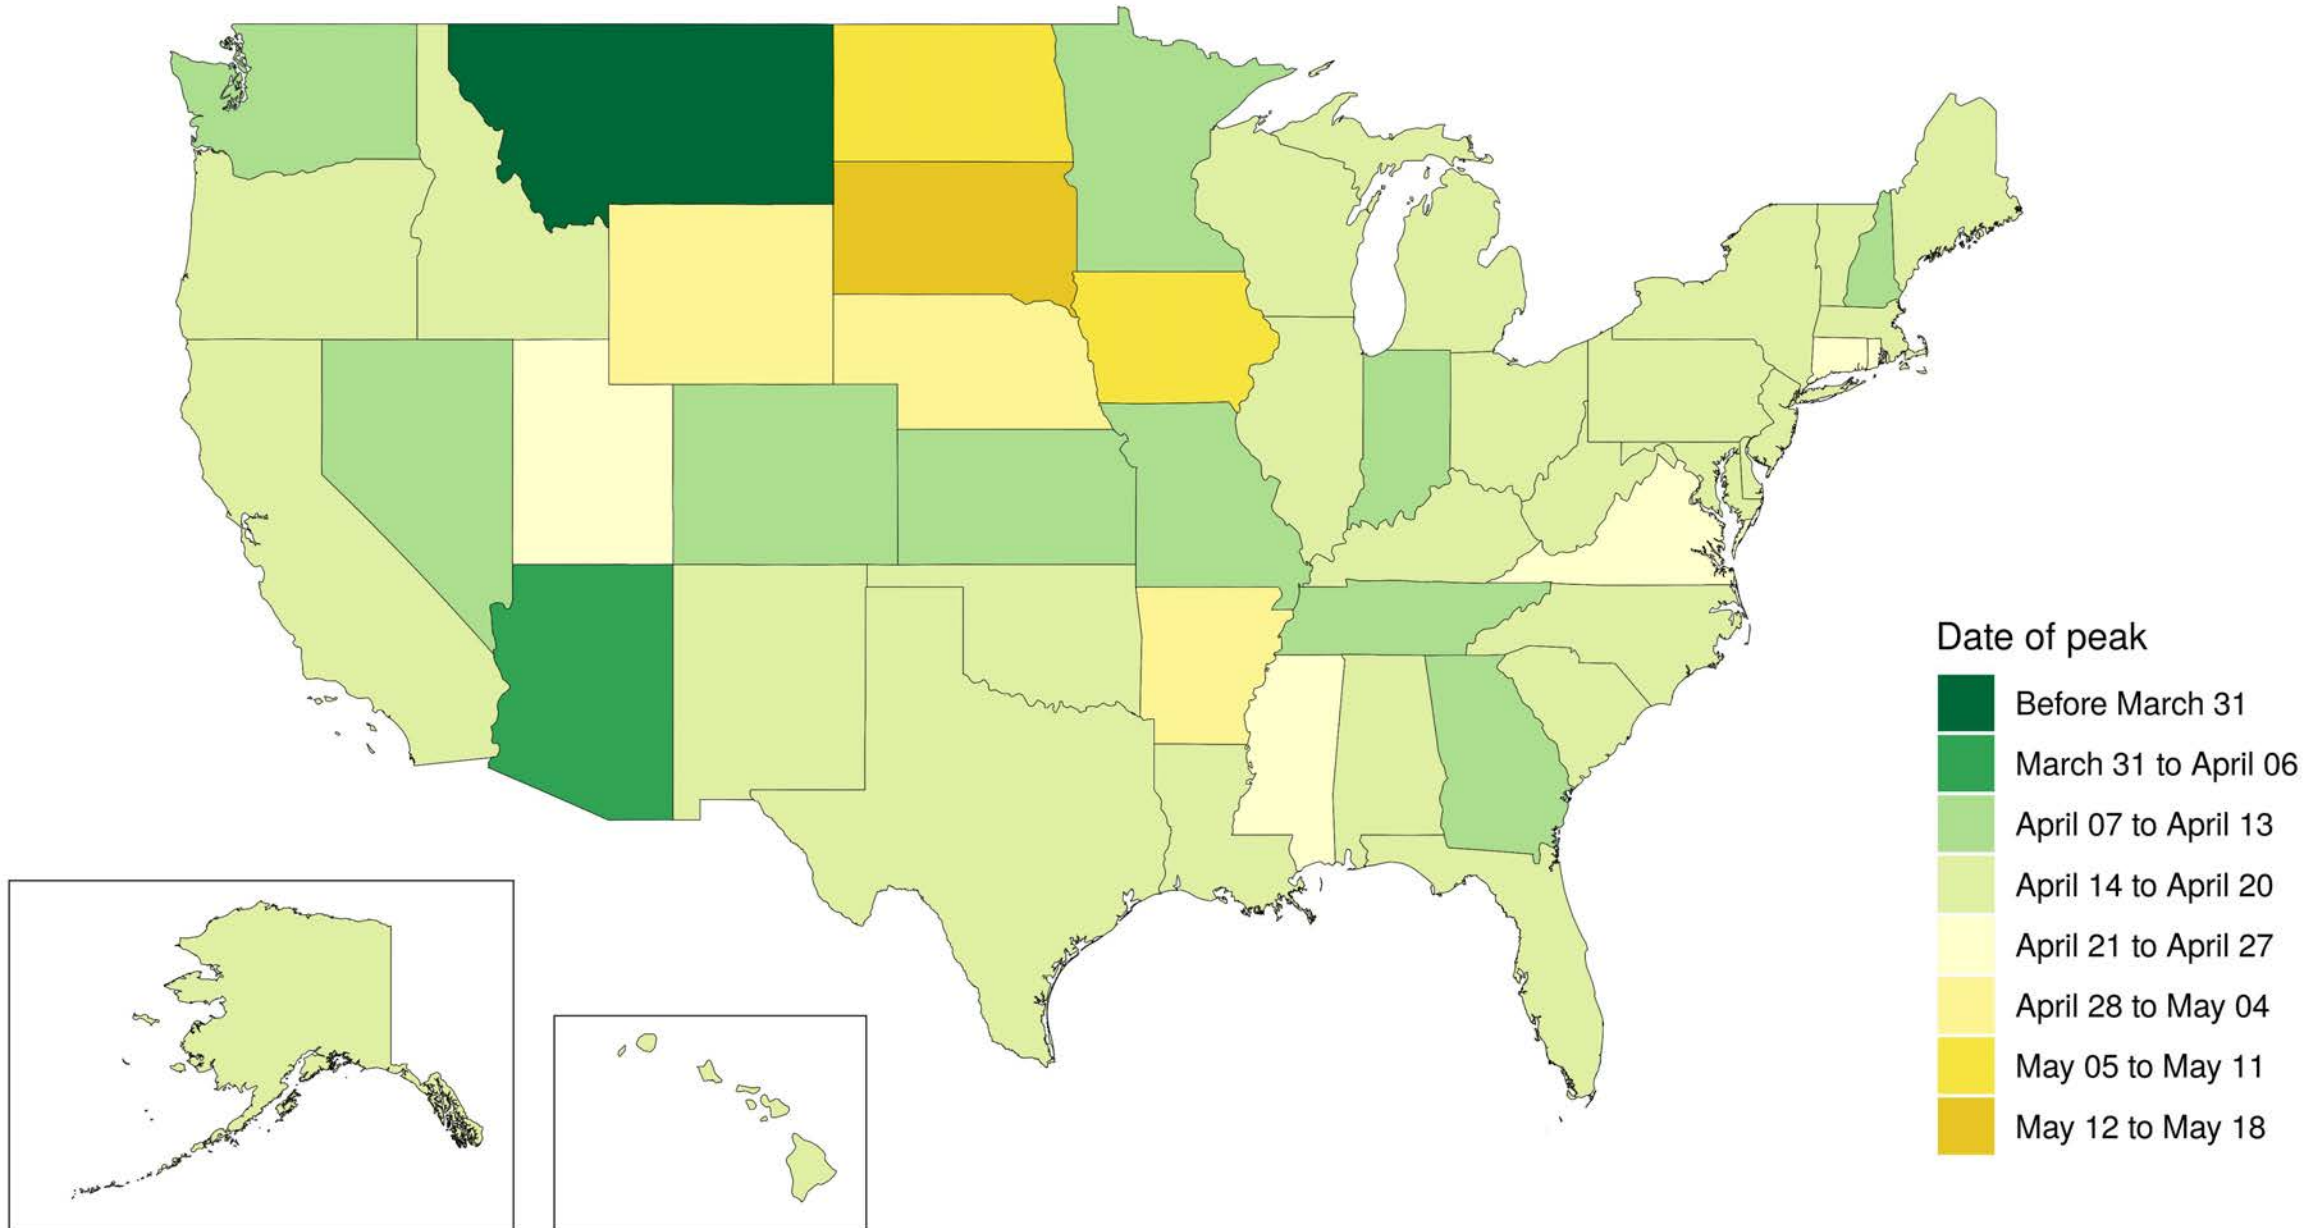 Date of peak
Before March 31
March 31 to April 06
April 07 to April 13
April 14 to April 20
April 21 to April 27
April 28 to May 04
May 05 to May 11
May 12 to May 18